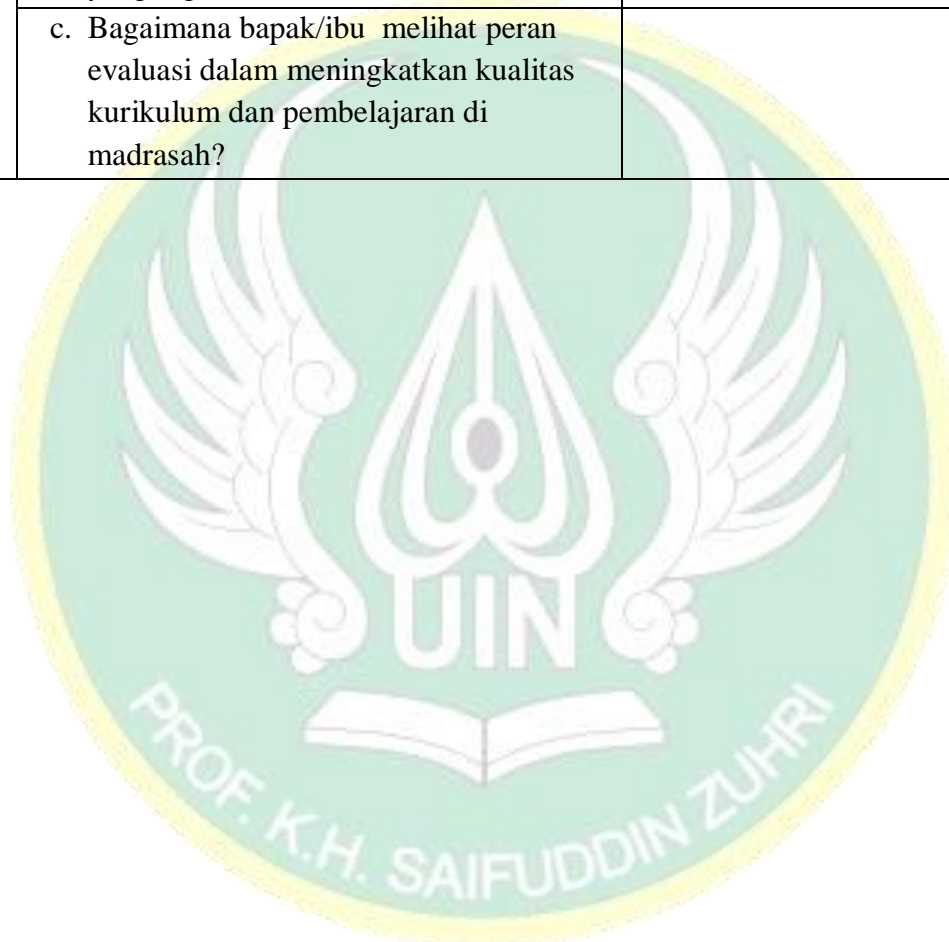 c. Bagaimana bapak/ibu melihat peran
evaluasi dalam meningkatkan kualitas
kurikulum dan pembelajaran di
madrasah?
UIN
PROF. K.H. SAIFUDDIN ZUHRI